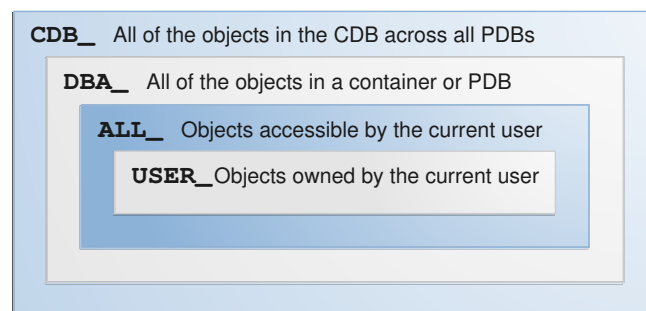 CDB_ All of the objects in the CDB across all PDBs
DBA_ All of the objects in a container or PDB
ALL_ Objects accessible by the current user
USER_Objects owned by the current user